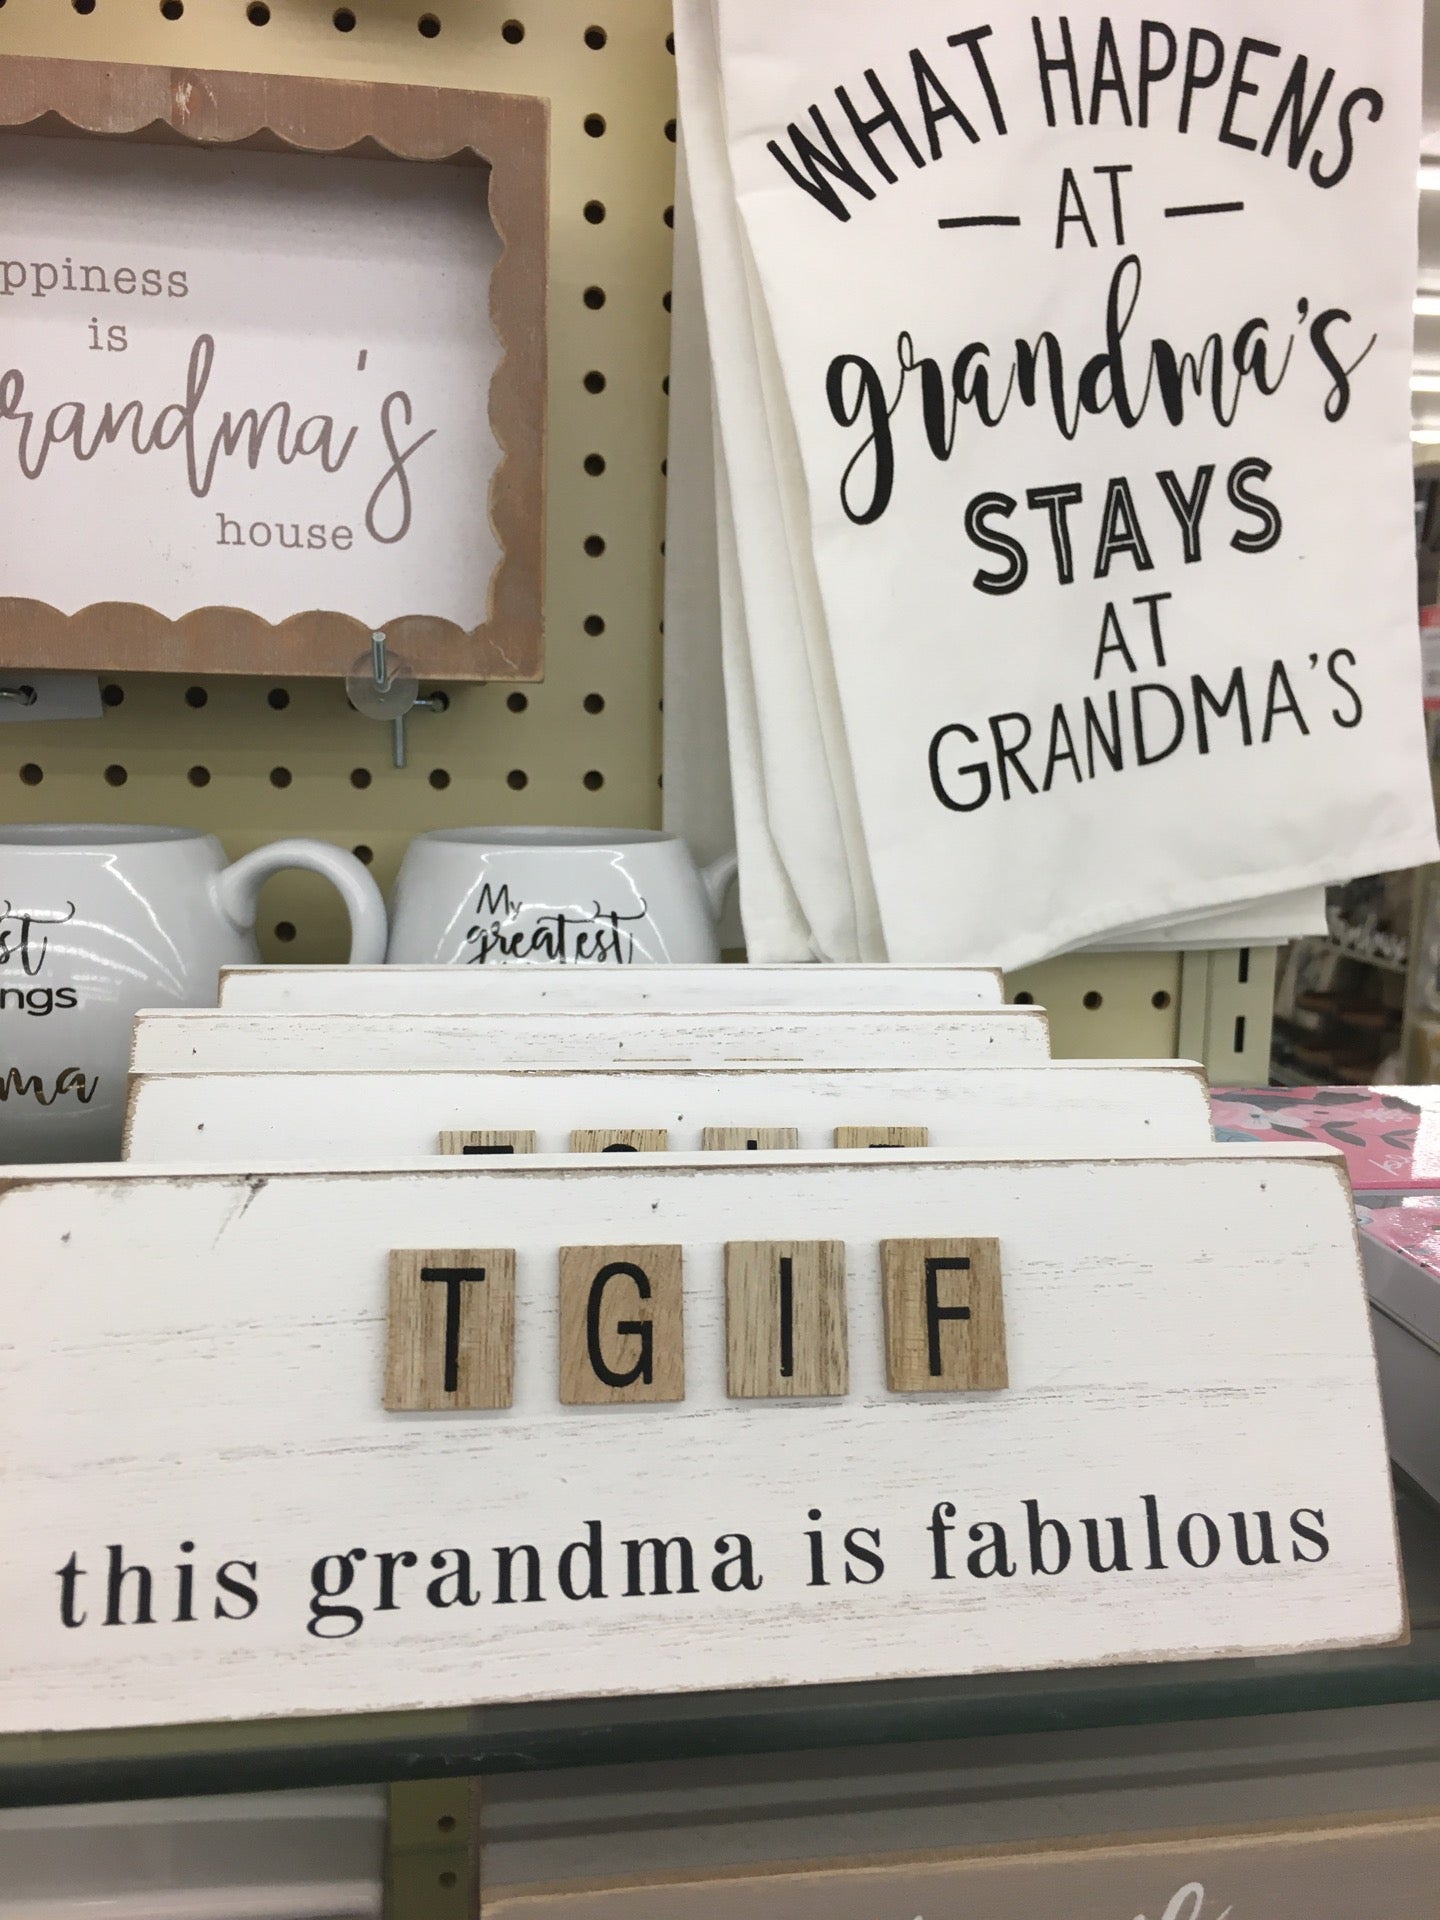 ppiness
is
randma's
house
WHAT HAPPENS
— AT —
grandma's
STAYS
AT
GRANDMA'S
st
ngs
ma
My
greatest
TGIF
this grandma is fabulous